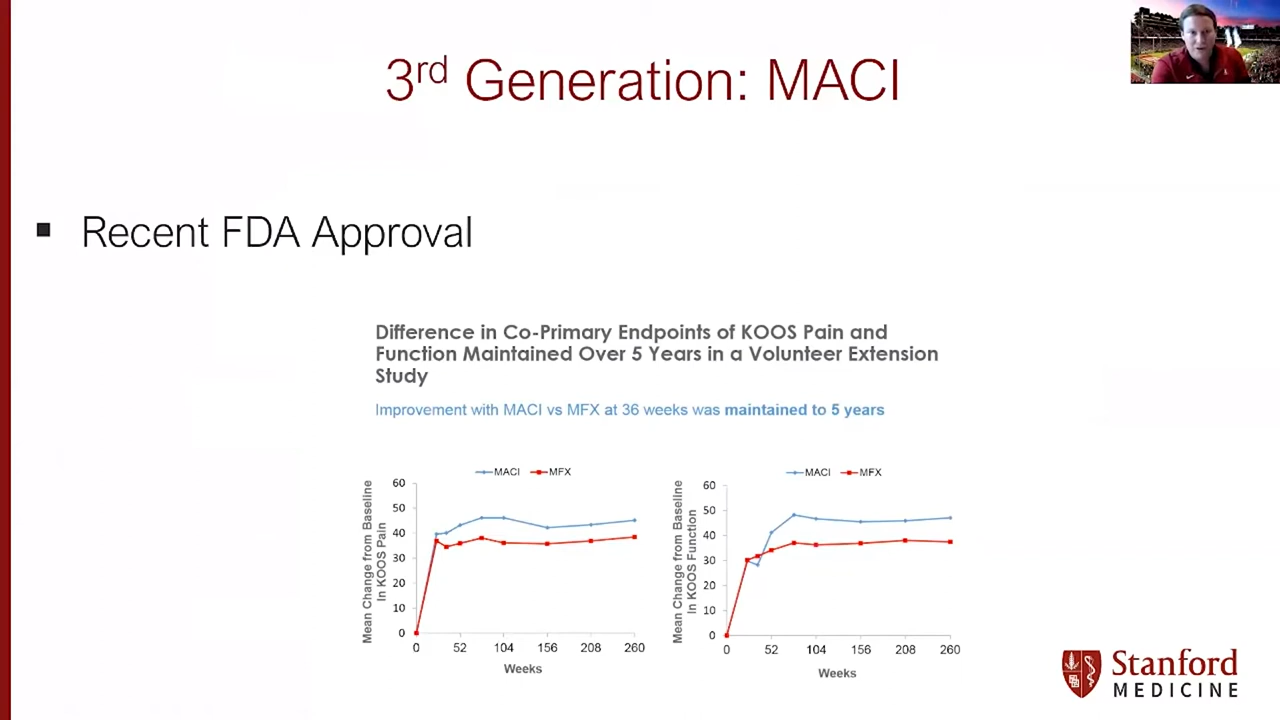 3rd Generation: MACI
▪ Recent FDA Approval
Difference in Co-Primary Endpoints of KOOS Pain and
Function Maintained Over 5 Years in a Volunteer Extension
Study
Improvement with MACI vs MFX at 36 weeks was maintained to 5 years
MACI MFX
Mean Change from Baseline
In KOOS Pain
60
50
40
30
20
10
0
0 52 104 156 208 260
Weeks
MACI MFX
Mean Change from Baseline
In KOOS Function
60
50
40
30
20
10
0
0 52 104 156 208 260
Weeks
Stanford
MEDICINE